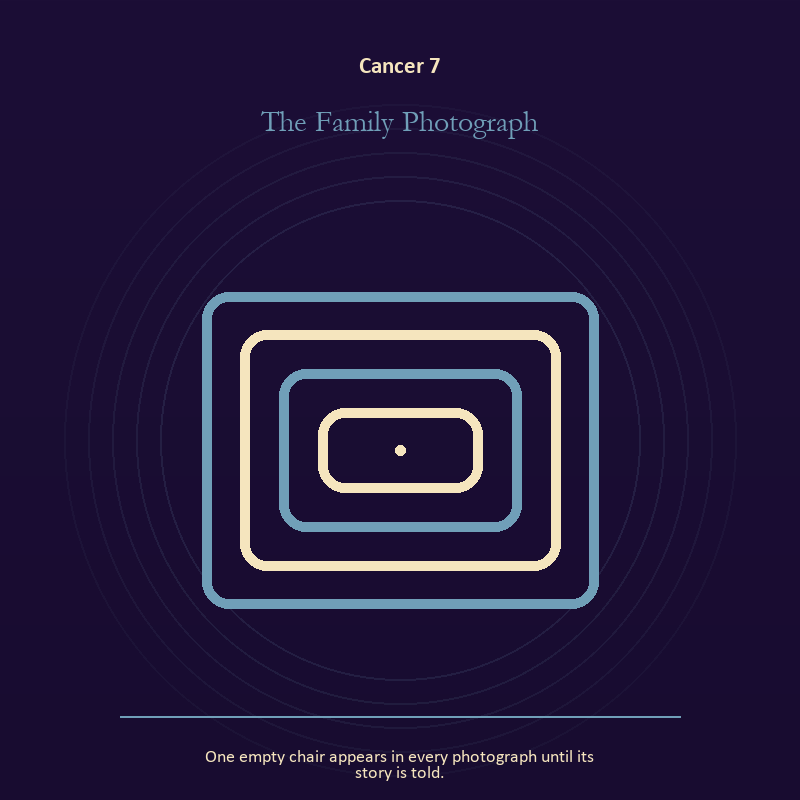 Cancer 7
The Family Photograph
One empty chair appears in every photograph until its
story is told.